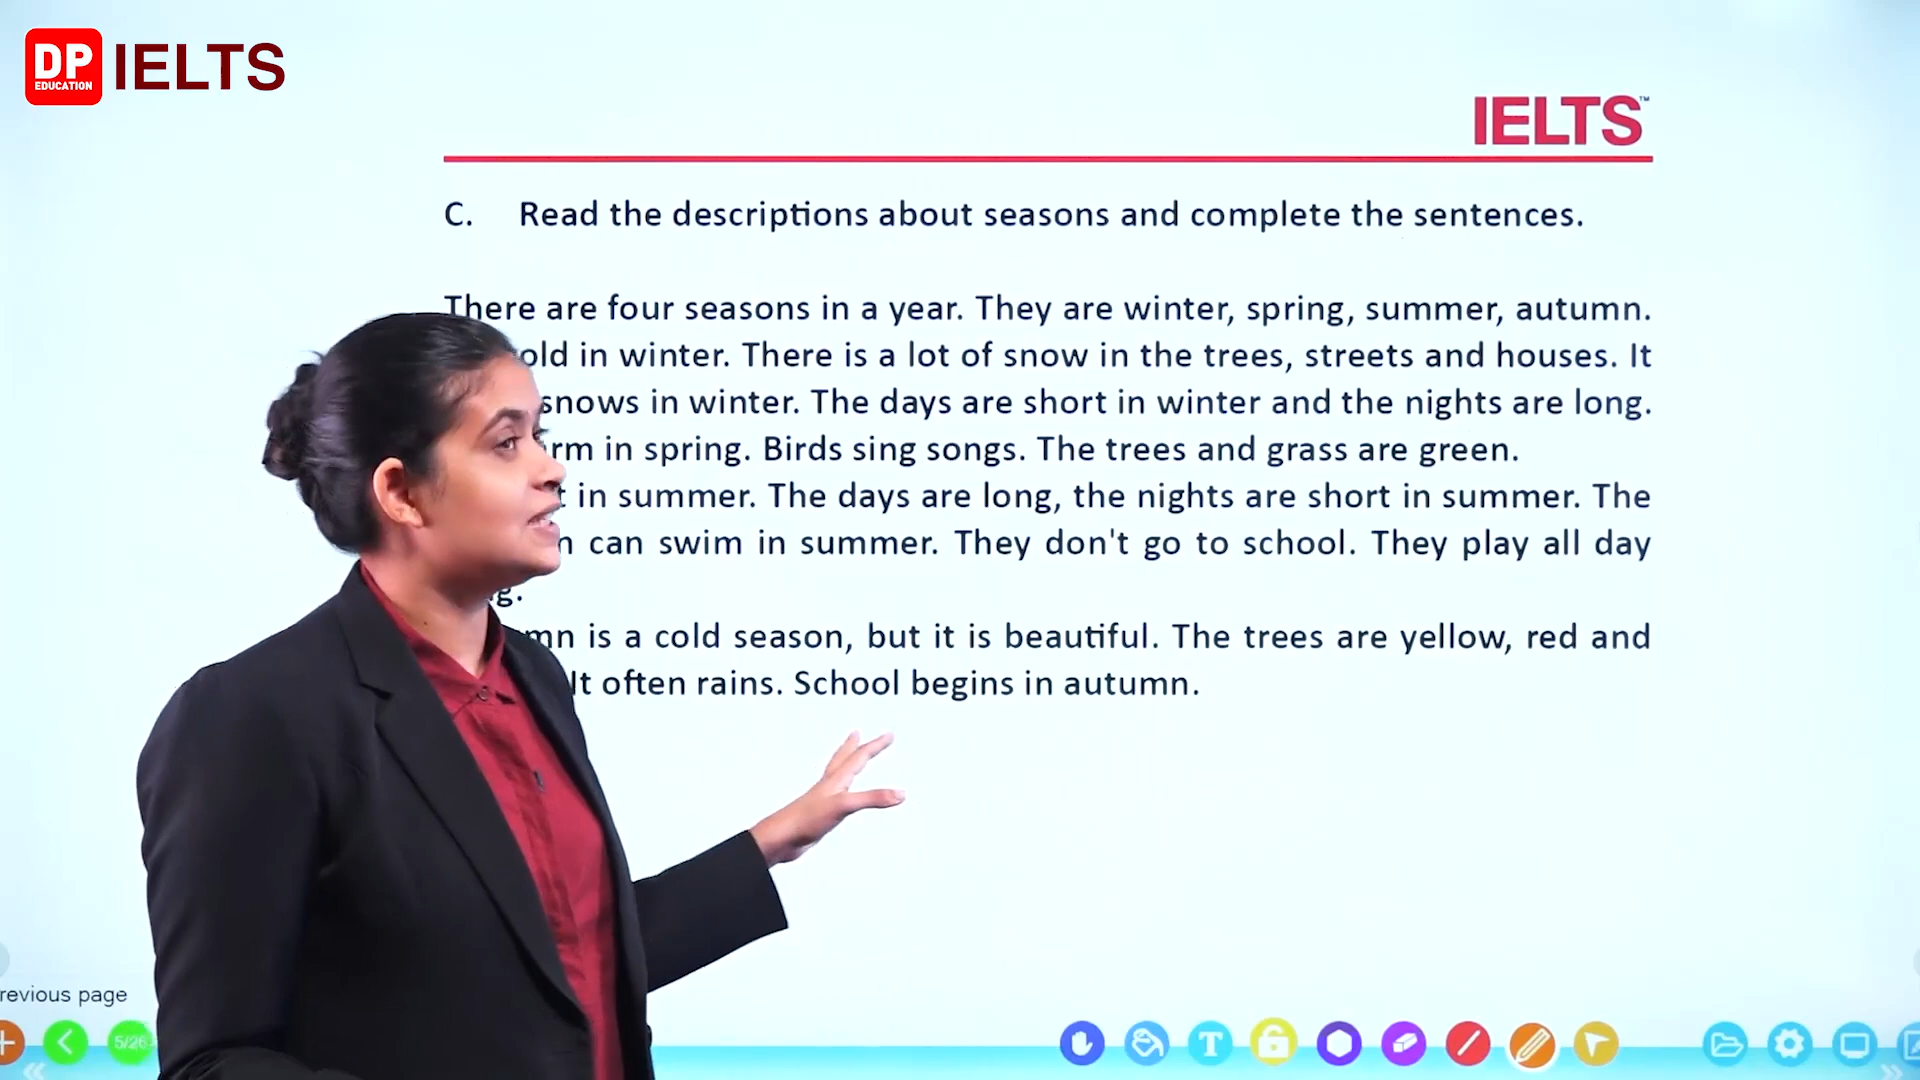 DP
EDUCATION
IELTS
IELTS™
C. Read the descriptions about seasons and complete the sentences.
There are four seasons in a year. They are winter, spring, summer, autumn.
old in winter. There is a lot of snow in the trees, streets and houses. It
snows in winter. The days are short in winter and the nights are long.
rm in spring. Birds sing songs. The trees and grass are green.
t in summer. The days are long, the nights are short in summer. The
n can swim in summer. They don't go to school. They play all day
g.
mn is a cold season, but it is beautiful. The trees are yellow, red and
It often rains. School begins in autumn.
revious page
5/26
T